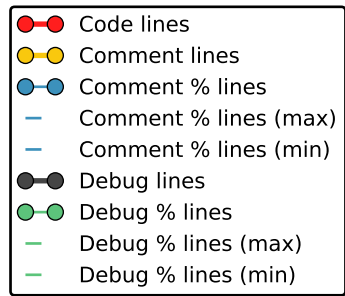 Code lines
Comment lines
Comment % lines
Comment % lines (max)
Comment % lines (min)
Debug lines
Debug % lines
Debug % lines (max)
Debug % lines (min)